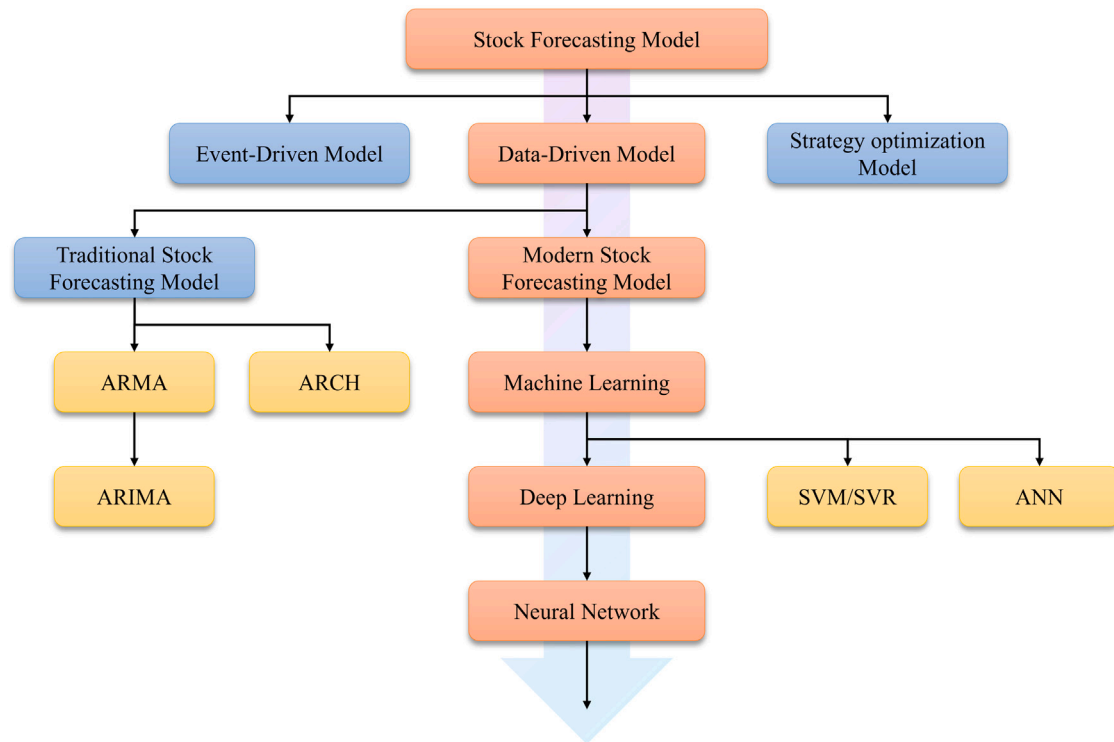 Stock Forecasting Model
Event-Driven Model
Data-Driven Model
Strategy optimization
Model
Traditional Stock
Forecasting Model
Modern Stock
Forecasting Model
ARMA
ARCH
Machine Learning
ARIMA
Deep Learning
SVM/SVR
ANN
Neural Network